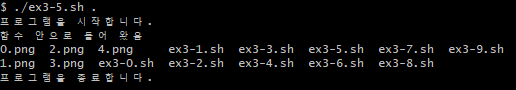 $ ./ex3-5.sh .
프로그램을 시작합니다.
함수 안으로 들어 왔음
0.png  2.png  4.png     ex3-1.sh  ex3-3.sh  ex3-5.sh  ex3-7.sh  ex3-9.sh
1.png  3.png  ex3-0.sh  ex3-2.sh  ex3-4.sh  ex3-6.sh  ex3-8.sh
프로그램을 종료합니다.